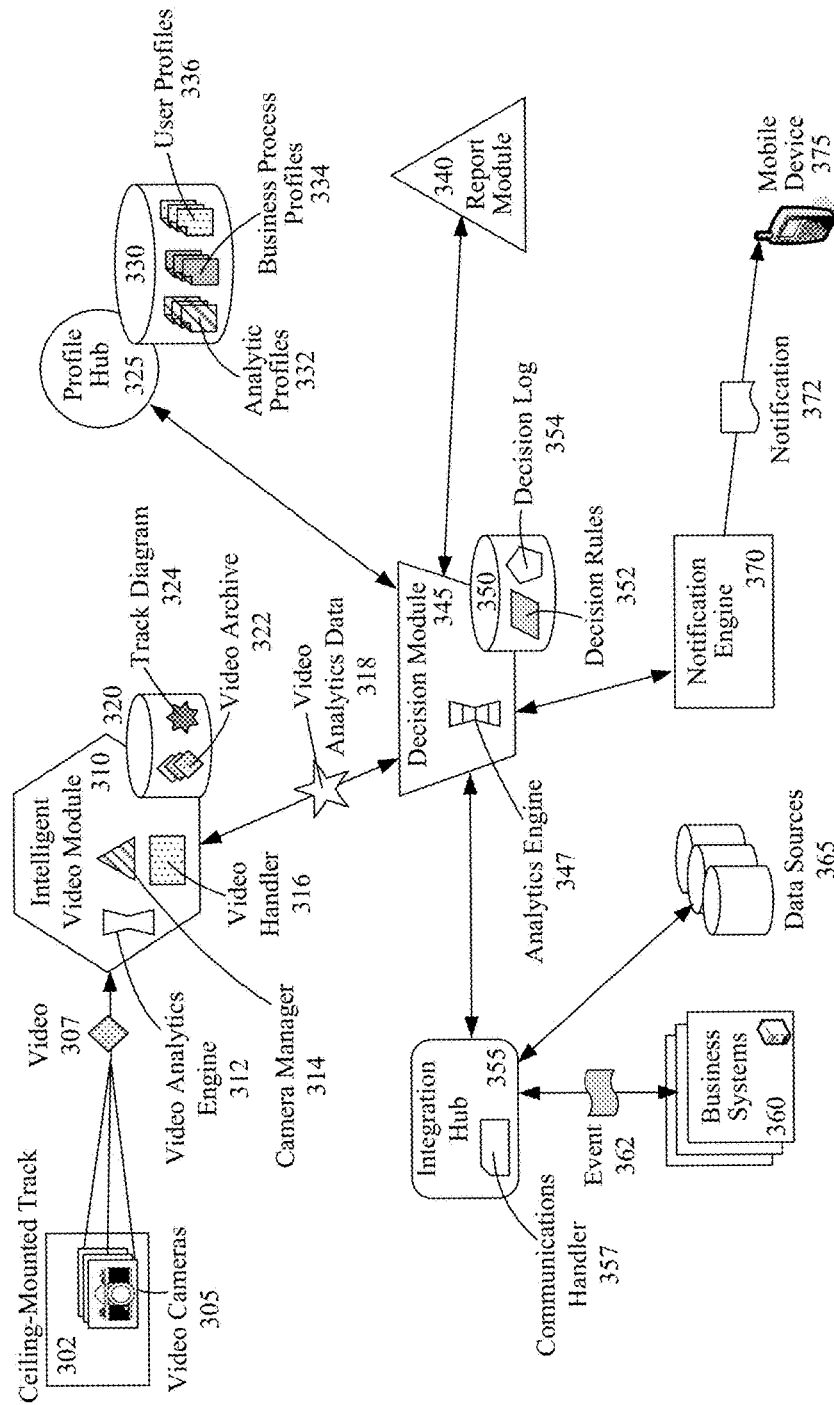 Ceiling-Mounted Track
302
Video Cameras
305
Video
307
Intelligent
Video Module
310
Video Analytics
Engine
312
Camera Manager
314
Video
Handler
316
320
Track Diagram
324
Video Archive
322
Video
Analytics Data
318
Profile
Hub
325
330
User Profiles
336
Business Process
Profiles
334
Analytic
Profiles
332
340
Report
Module
Decision Module
345
350
Decision Log
354
Decision Rules
352
Analytics Engine
347
Integration
Hub
355
Communications
Handler
357
Event
362
Business
Systems
360
Data Sources
365
Notification
Engine
370
Notification
372
Mobile
Device
375